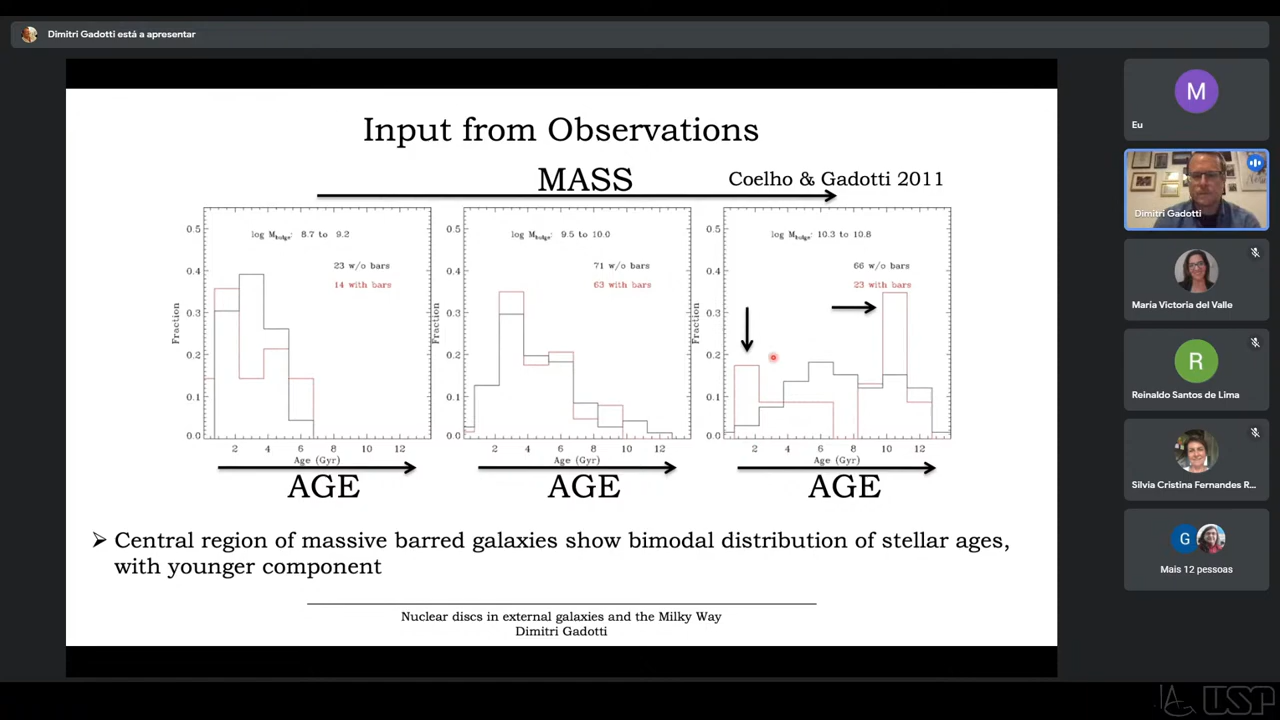 Dimitri Gadotti está a apresentar
Input from Observations
MASS
Coelho & Gadotti 2011
log Mbulge: 8.7 to 9.2
23 w/o bars
14 with bars
0.5
0.4
0.3
0.2
0.1
0.0
Fraction
2 4 6 8 10 12
Age (Gyr)
AGE
log Mbulge: 9.5 to 10.0
71 w/o bars
63 with bars
0.5
0.4
0.3
0.2
0.1
0.0
Fraction
2 4 6 8 10 12
Age (Gyr)
AGE
log Mbulge: 10.3 to 10.8
66 w/o bars
23 with bars
0.5
0.4
0.3
0.2
0.1
0.0
Fraction
2 4 6 8 10 12
Age (Gyr)
AGE
➢ Central region of massive barred galaxies show bimodal distribution of stellar ages,
with younger component
Nuclear discs in external galaxies and the Milky Way
Dimitri Gadotti
M
Eu
Dimitri Gadotti
María Victoria del Valle
R
Reinaldo Santos de Lima
Silvia Cristina Fernandes R...
G
Mais 12 pessoas
USP